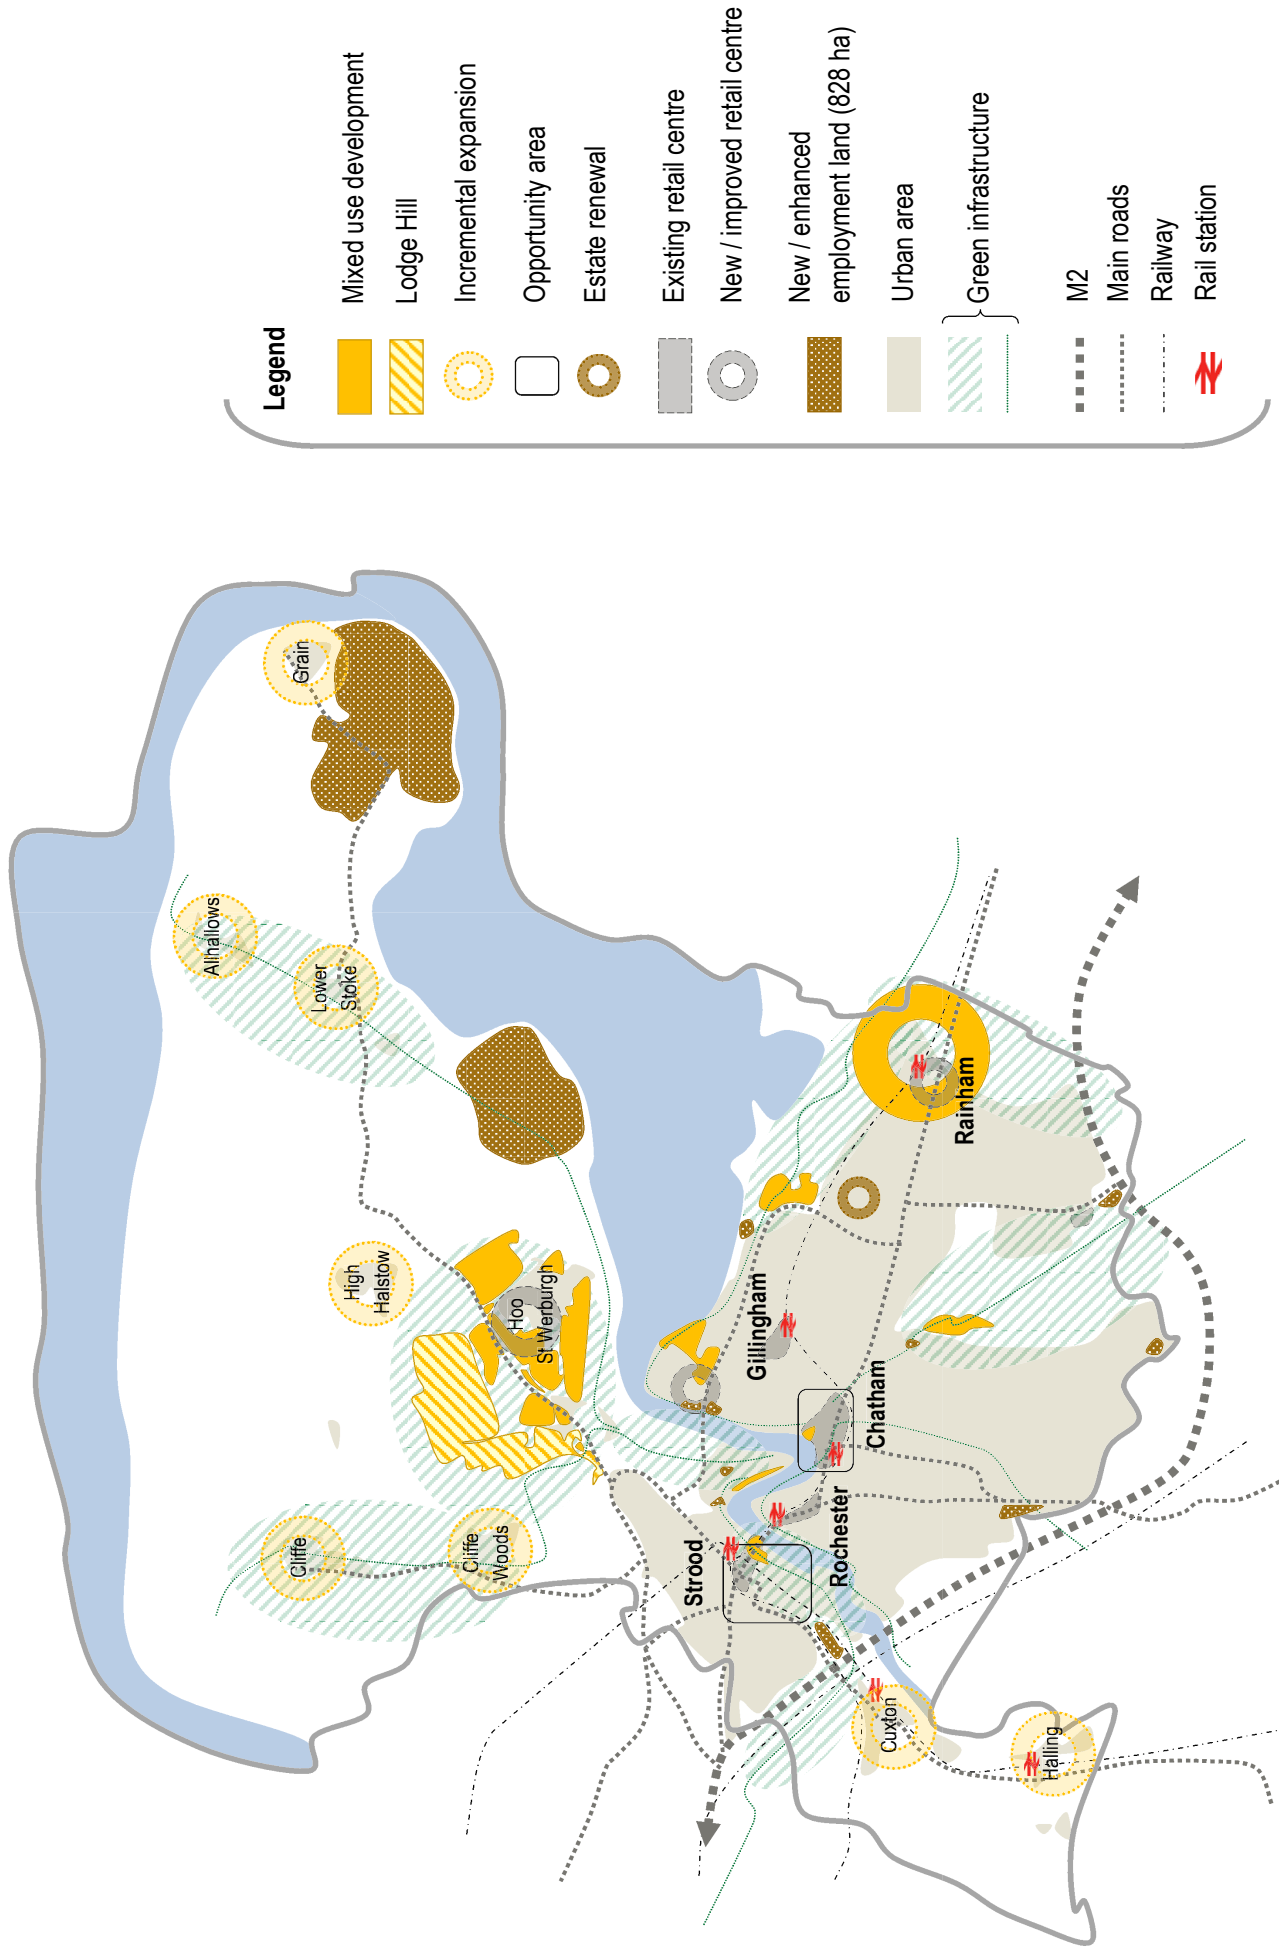 Legend
Mixed use development
Lodge Hill
Incremental expansion
Opportunity area
Estate renewal
Existing retail centre
New / improved retail centre
New / enhanced
employment land (828 ha)
Urban area
Green infrastructure
M2
Main roads
Railway
Rail station
Grain
Allhallows
Lower
Stoke
High
Halstow
Hoo
St Werburgh
Cliffe
Cliffe
Woods
Rainham
Gillingham
Chatham
Rochester
Strood
Cuxton
Halling